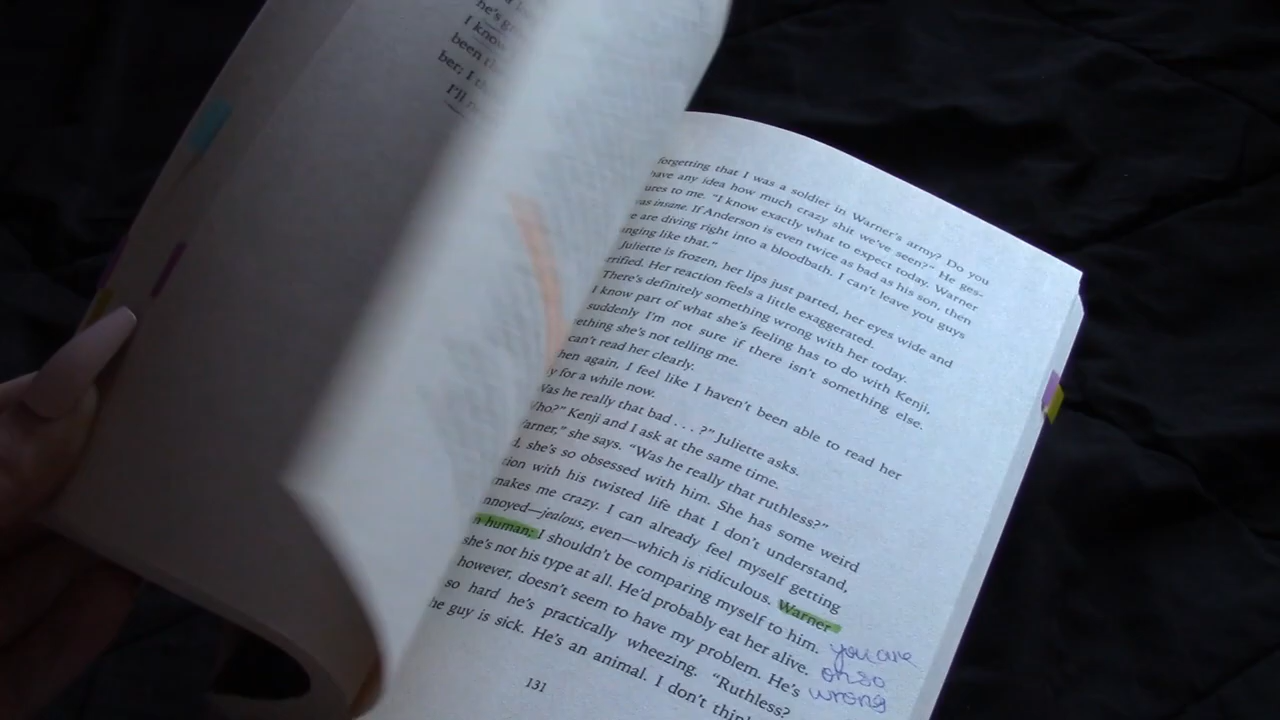 he's g
I know
been th
ber; I th
I'll n
forgetting that I was a soldier in Warner's army? Do you
have any idea how much crazy shit we've seen?" He ges-
ures to me. "I know exactly what to expect today. Warner
as insane. If Anderson is even twice as bad as his son, then
e are diving right into a bloodbath. I can't leave you guys
anging like that."
Juliette is frozen, her lips just parted, her eyes wide and
rrified. Her reaction feels a little exaggerated.
There's definitely something wrong with her today.
I know part of what she's feeling has to do with Kenji,
suddenly I'm not sure if there isn't something else.
ething she's not telling me.
can't read her clearly.
hen again, I feel like I haven't been able to read her
y for a while now.
Was he really that bad . . . ?" Juliette asks.
Who?" Kenji and I ask at the same time.
arner," she says. "Was he really that ruthless?"
d, she's so obsessed with him. She has some weird
tion with his twisted life that I don't understand,
makes me crazy. I can already feel myself getting
nnoyed—jealous, even—which is ridiculous. Warner
n human; I shouldn't be comparing myself to him.
she's not his type at all. He'd probably eat her alive.
however, doesn't seem to have my problem. He's
so hard he's practically wheezing. "Ruthless?
he guy is sick. He's an animal. I don't think
you are
oh so
wrong
131